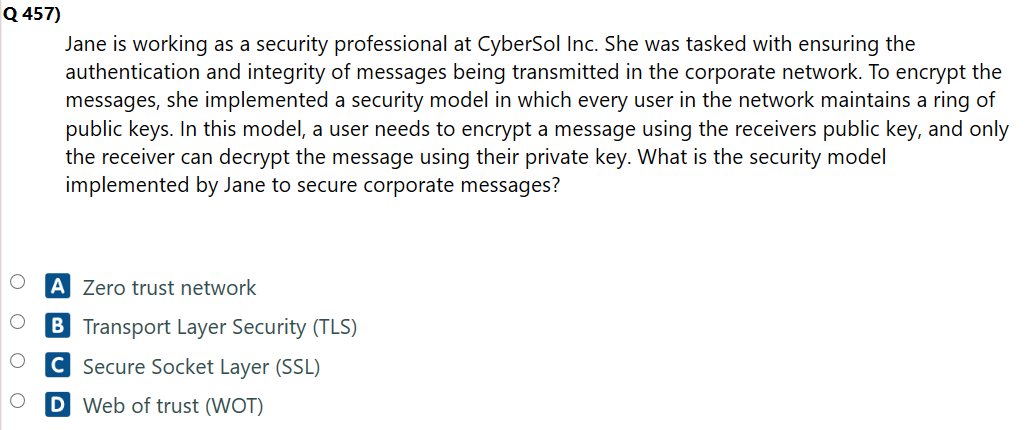 Q 457)
Jane is working as a security professional at CyberSol Inc. She was tasked with ensuring the
authentication and integrity of messages being transmitted in the corporate network. To encrypt the
messages, she implemented a security model in which every user in the network maintains a ring of
public keys. In this model, a user needs to encrypt a message using the receivers public key, and only
the receiver can decrypt the message using their private key. What is the security model
implemented by Jane to secure corporate messages?
A Zero trust network
B Transport Layer Security (TLS)
C Secure Socket Layer (SSL)
D Web of trust (WOT)